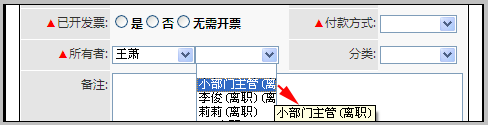 ▲已开发票: 是 否 无需开票 ▲付款方式:
▲所有者: 王萧 分类:
备注: 小部门主管 (离
李俊 (离职) (离
莉莉 (离职)
小部门主管 (离职)